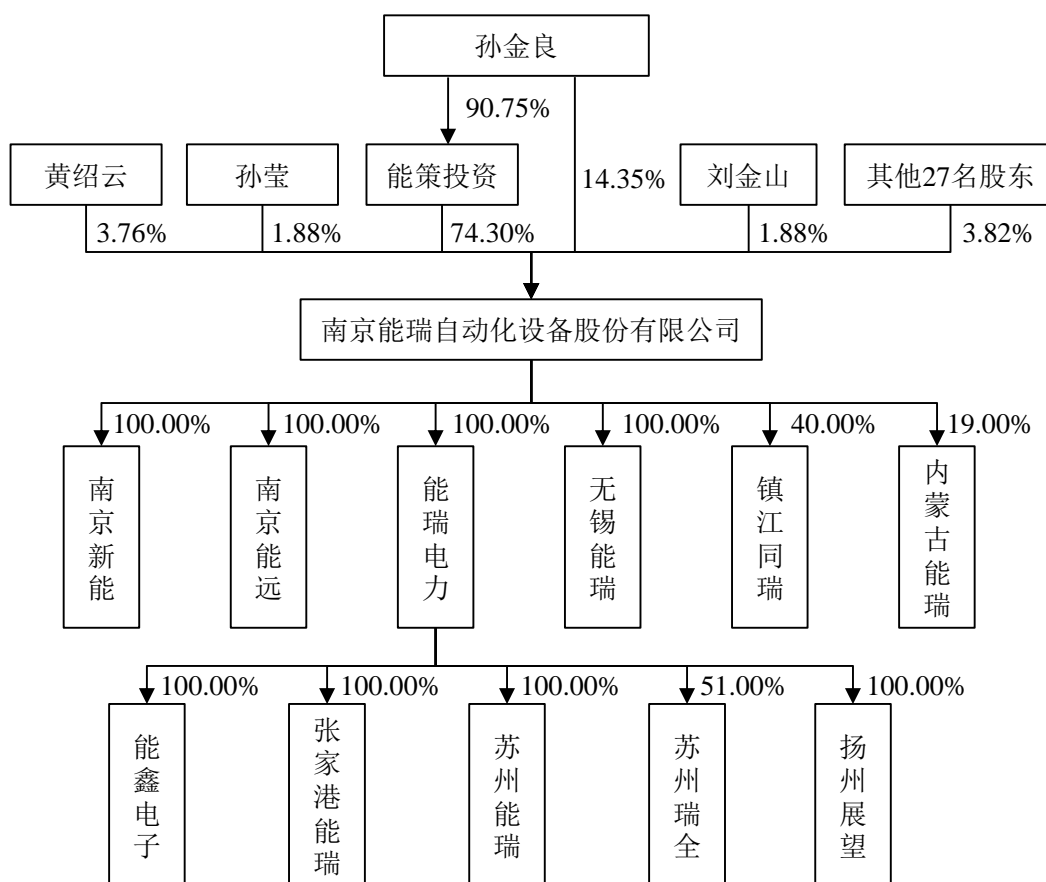 孙金良
90.75%
黄绍云
孙莹
能策投资
14.35%
刘金山
其他27名股东
3.76%
1.88%
74.30%
1.88%
3.82%
南京能瑞自动化设备股份有限公司
100.00%
100.00%
100.00%
100.00%
40.00%
19.00%
南京新能
南京能远
能瑞电力
无锡能瑞
镇江同瑞
内蒙古能瑞
100.00%
100.00%
100.00%
51.00%
100.00%
能鑫电子
张家港能瑞
苏州能瑞
苏州瑞全
扬州展望